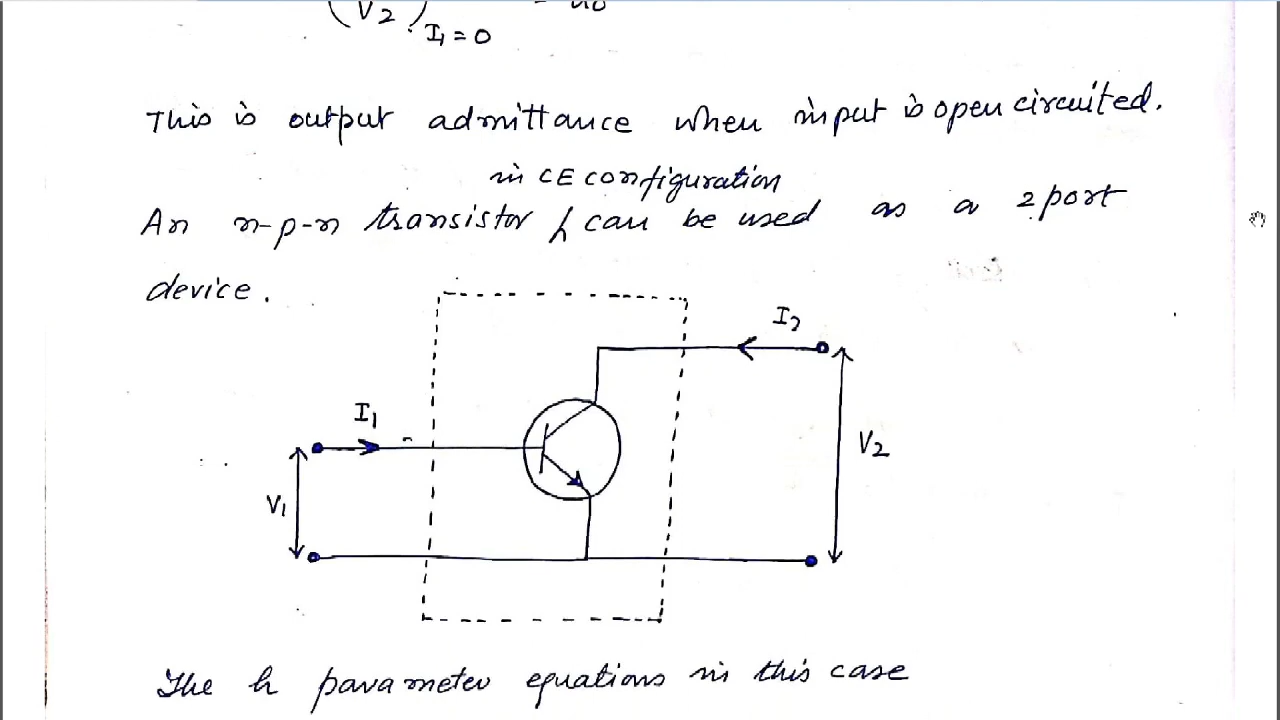 (V2) I1=0
This is output admittance when input is open circuited.
in CE configuration
An n-p-n transistor can be used as a 2 port
device.
I2
I1
V2
V1
The h parameter equations in this case